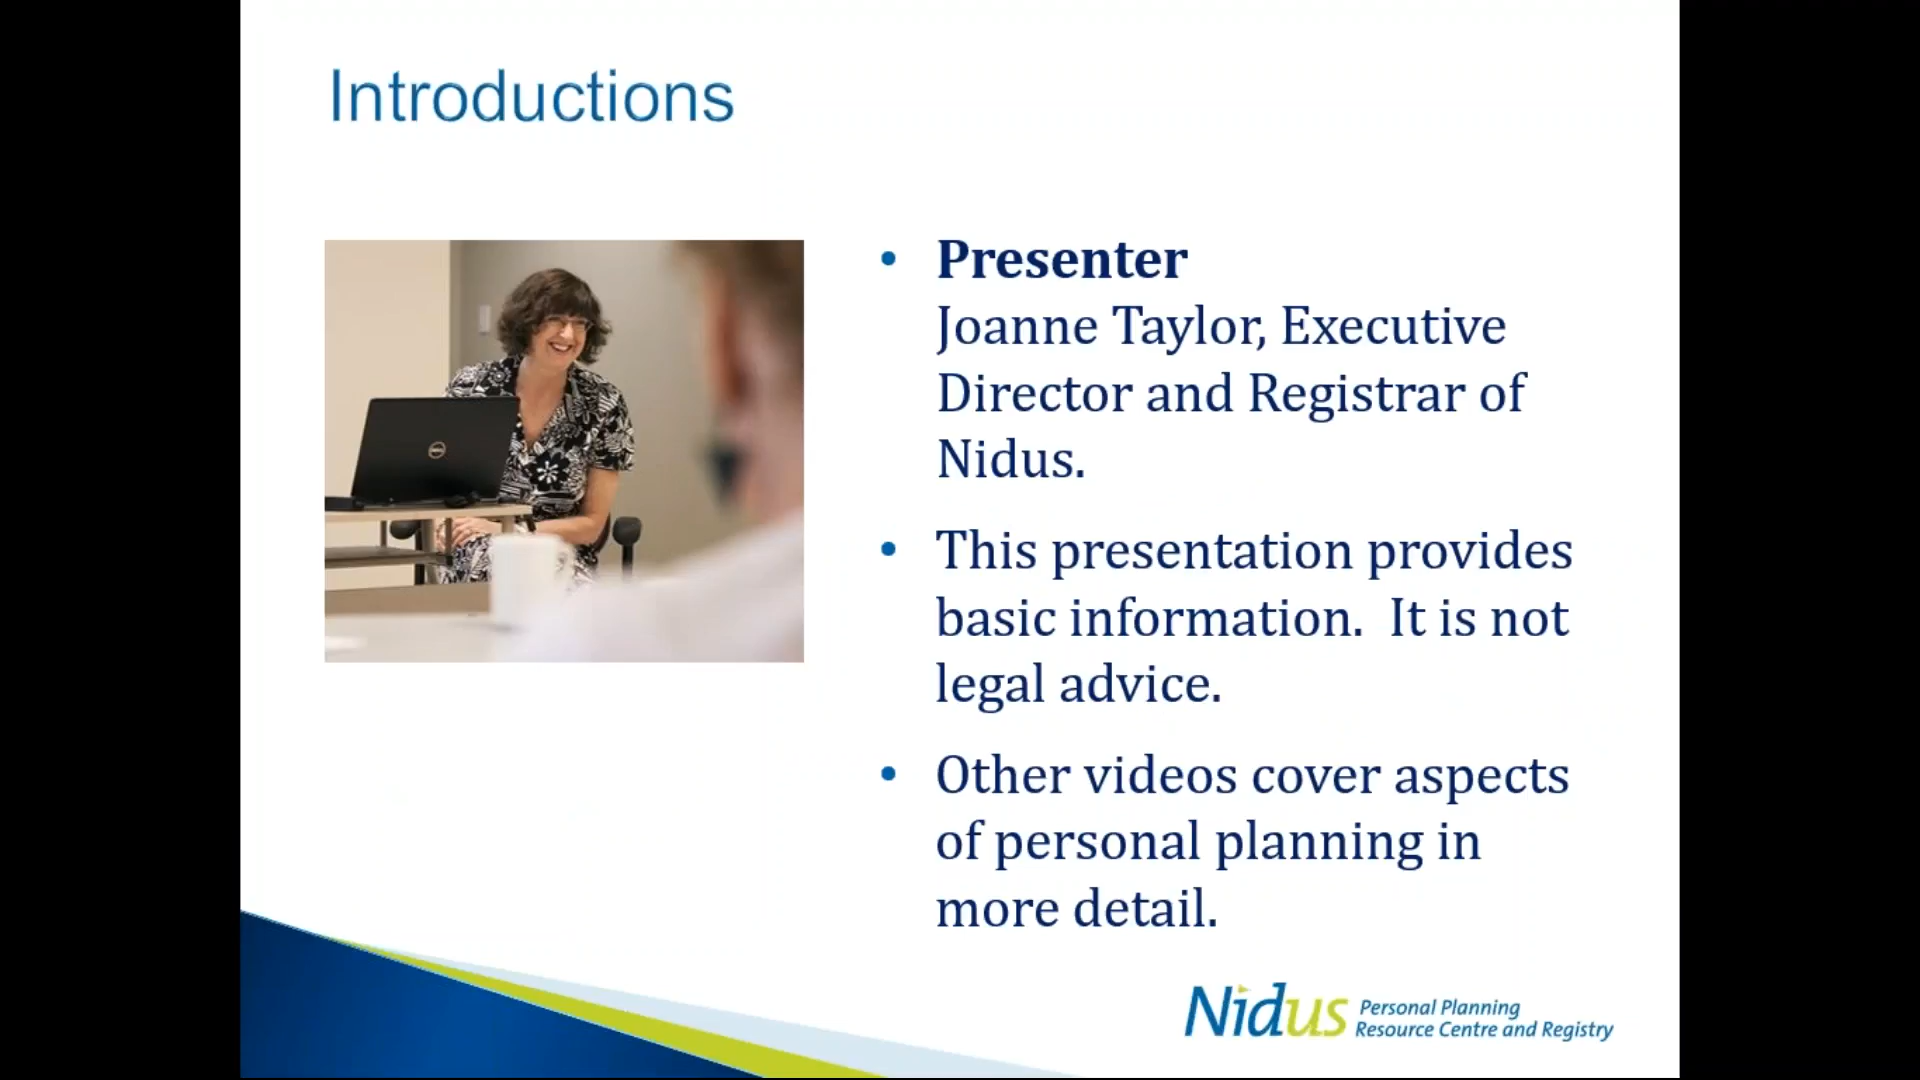 Introductions
Presenter
Joanne Taylor, Executive
Director and Registrar of
Nidus.
This presentation provides
basic information.  It is not
legal advice.
Other videos cover aspects
of personal planning in
more detail.
DELL
Nidus Personal Planning
Resource Centre and Registry